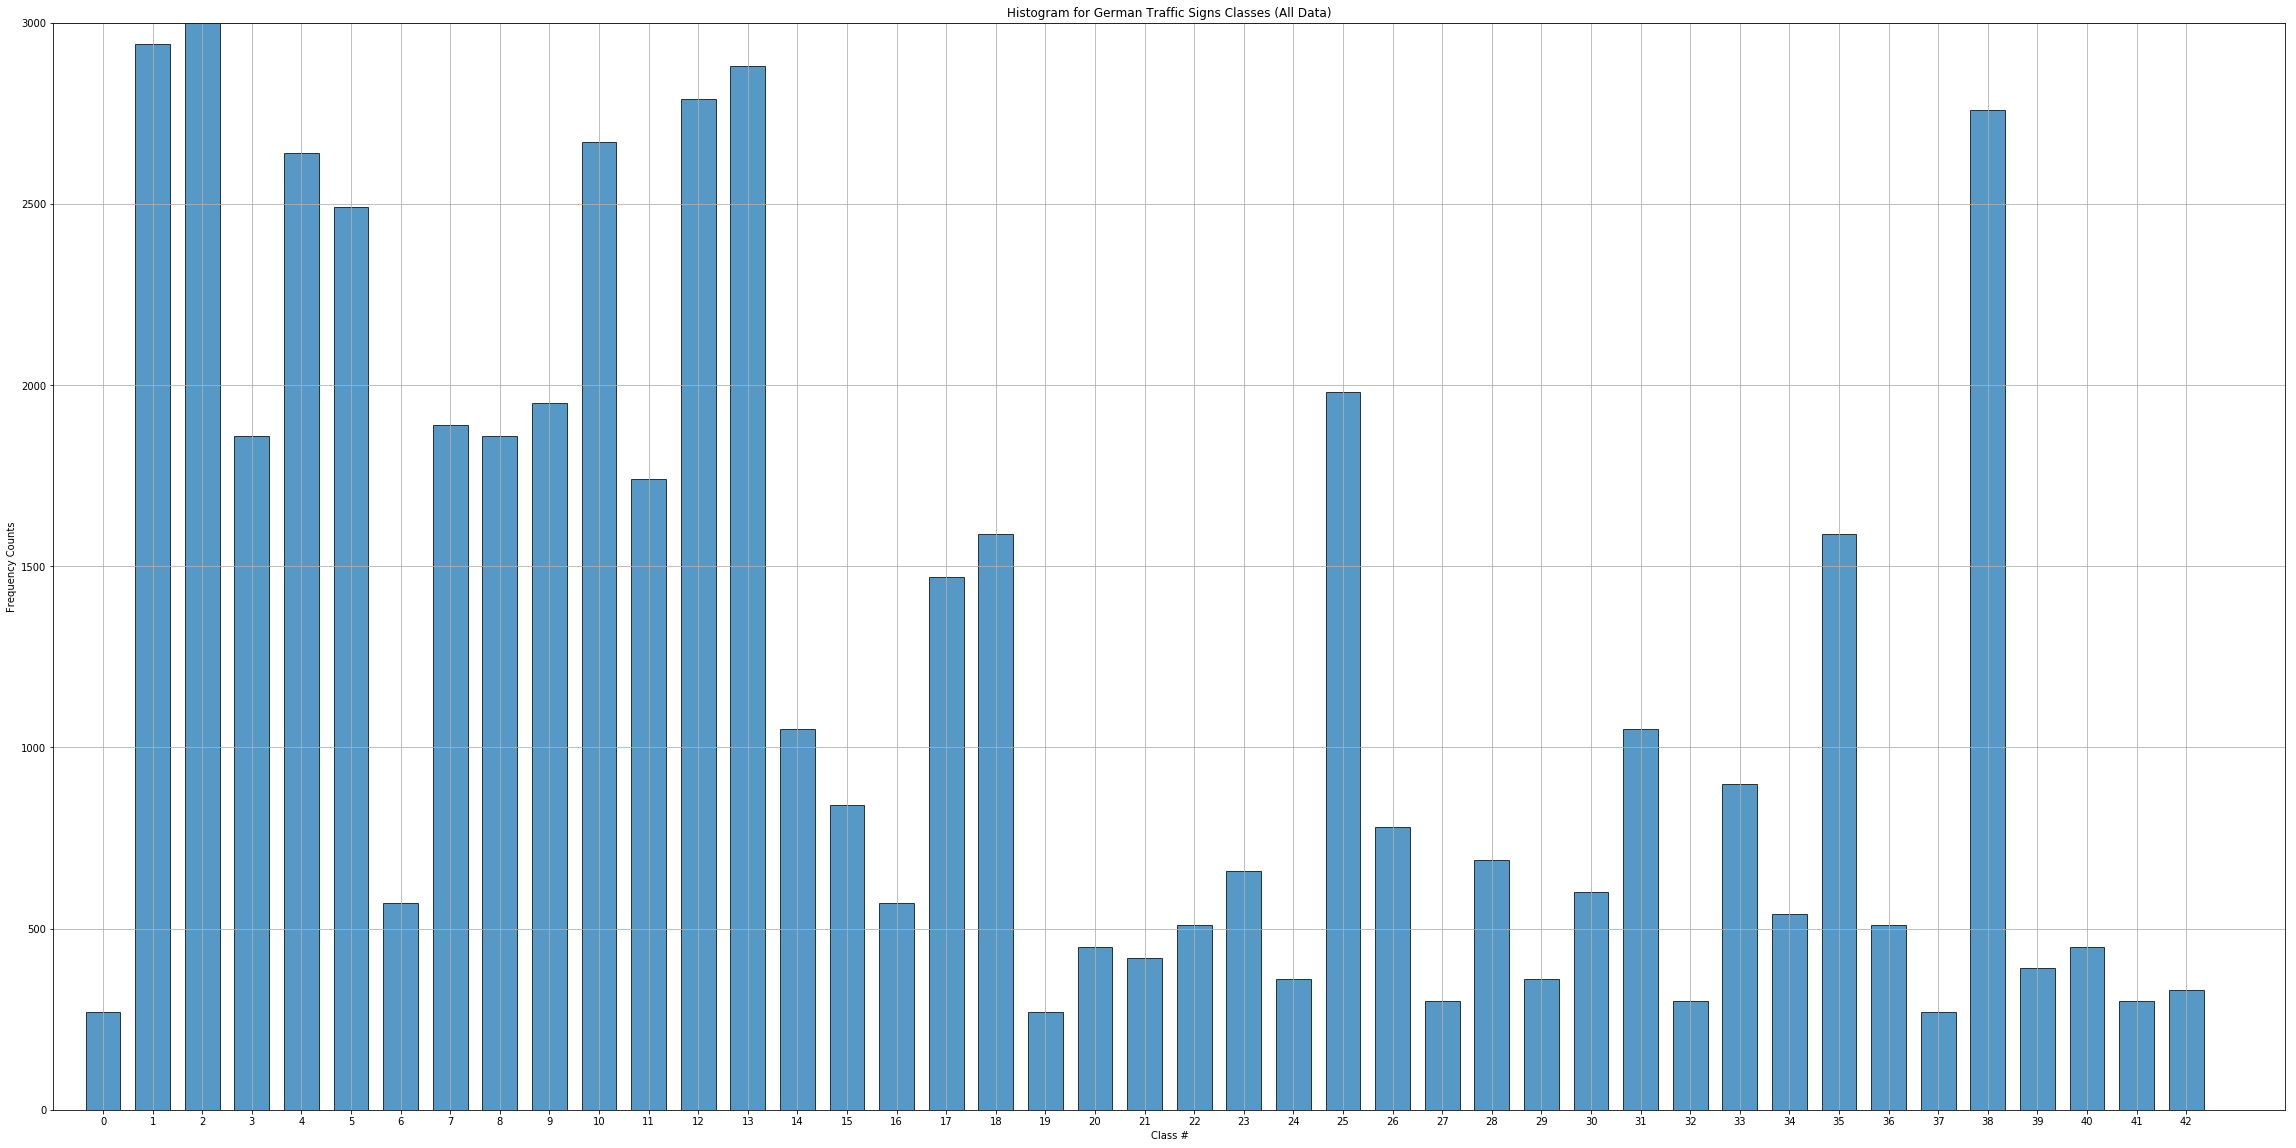 Histogram for German Traffic Signs Classes (All Data)
3000
2500
2000
1500
1000
500
0
Frequency Counts
0 1 2 3 4 5 6 7 8 9 10 11 12 13 14 15 16 17 18 19 20 21 22 23 24 25 26 27 28 29 30 31 32 33 34 35 36 37 38 39 40 41 42
Class #